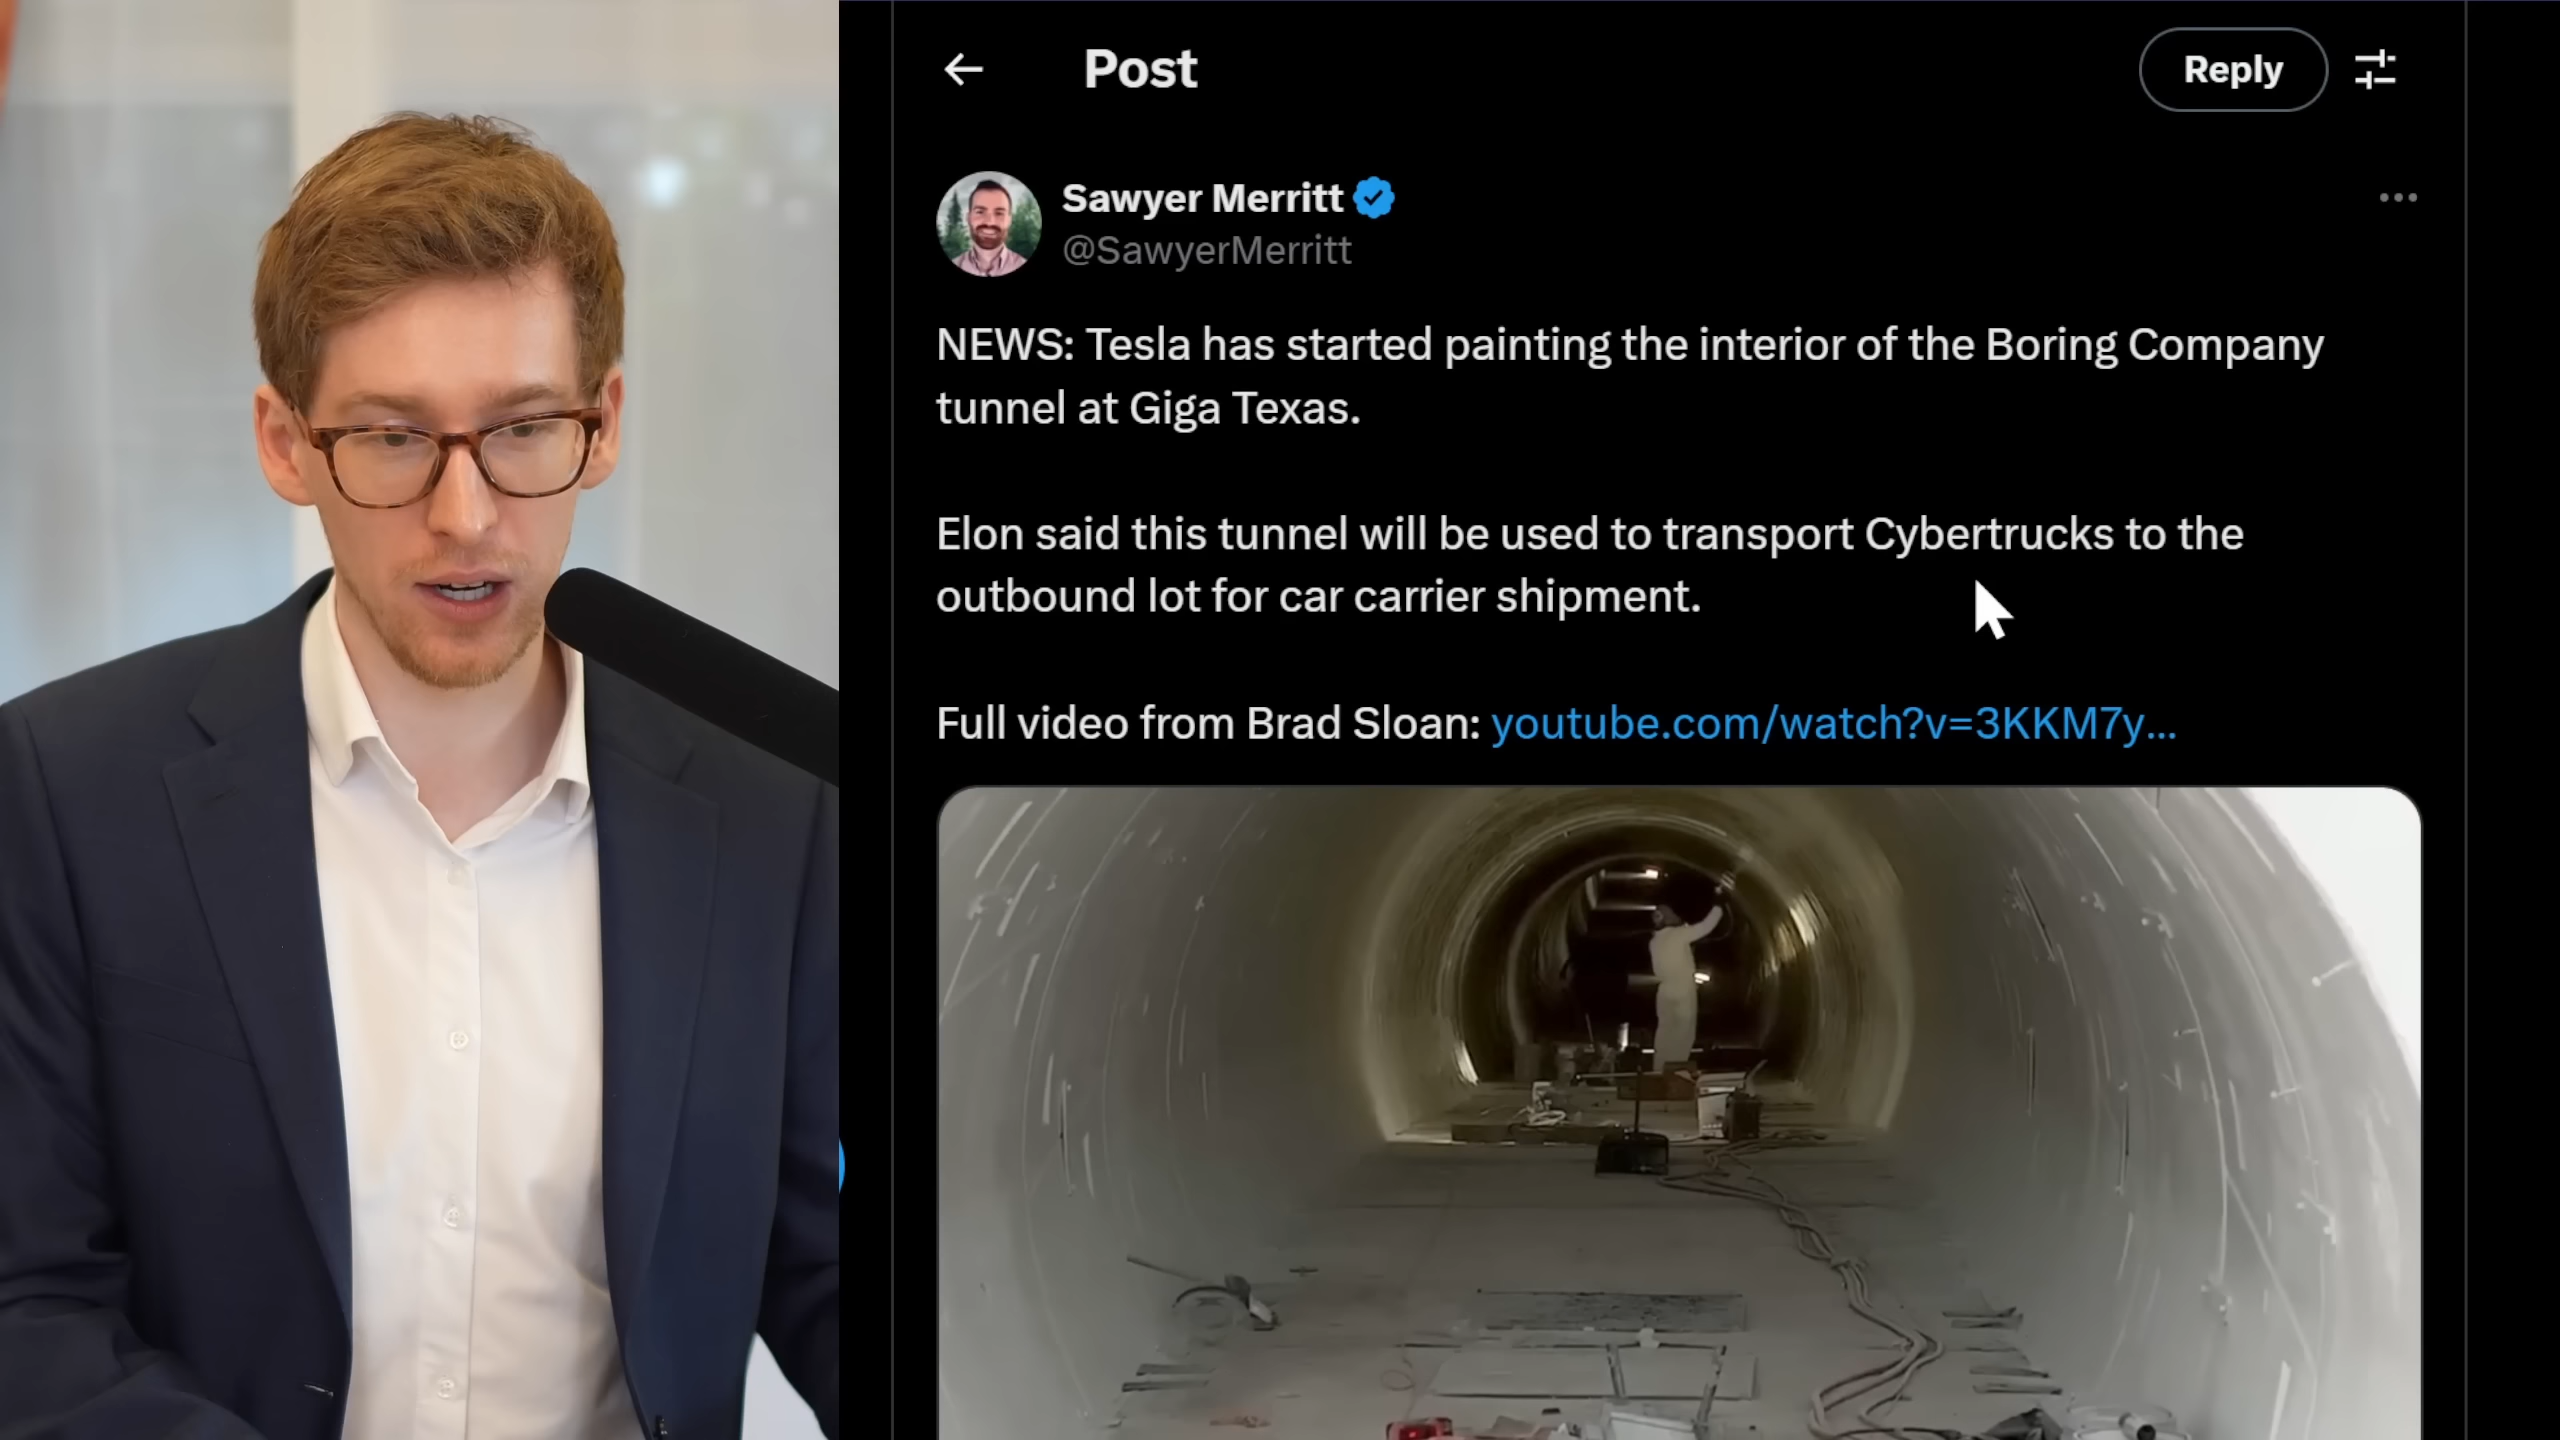 Post
Reply
Sawyer Merritt
@SawyerMerritt
NEWS: Tesla has started painting the interior of the Boring Company
tunnel at Giga Texas.
Elon said this tunnel will be used to transport Cybertrucks to the
outbound lot for car carrier shipment.
Full video from Brad Sloan: youtube.com/watch?v=3KKM7y...